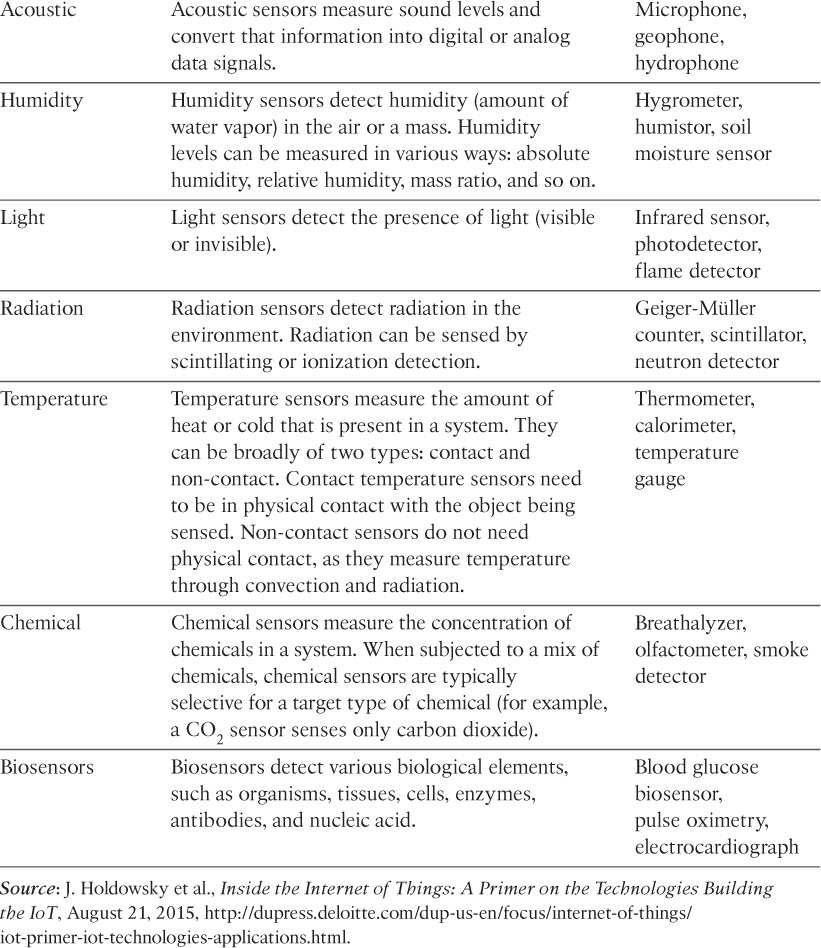 Acoustic
Acoustic sensors measure sound levels and
convert that information into digital or analog
data signals.
Microphone,
geophone,
hydrophone
Humidity
Humidity sensors detect humidity (amount of
water vapor) in the air or a mass. Humidity
levels can be measured in various ways: absolute
humidity, relative humidity, mass ratio, and so on.
Hygrometer,
humistor, soil
moisture sensor
Light
Light sensors detect the presence of light (visible
or invisible).
Infrared sensor,
photodetector,
flame detector
Radiation
Radiation sensors detect radiation in the
environment. Radiation can be sensed by
scintillating or ionization detection.
Geiger-Müller
counter, scintillator,
neutron detector
Temperature
Temperature sensors measure the amount of
heat or cold that is present in a system. They
can be broadly of two types: contact and
non-contact. Contact temperature sensors need
to be in physical contact with the object being
sensed. Non-contact sensors do not need
physical contact, as they measure temperature
through convection and radiation.
Thermometer,
calorimeter,
temperature
gauge
Chemical
Chemical sensors measure the concentration of
chemicals in a system. When subjected to a mix of
chemicals, chemical sensors are typically
selective for a target type of chemical (for example,
a CO₂ sensor senses only carbon dioxide).
Breathalyzer,
olfactometer, smoke
detector
Biosensors
Biosensors detect various biological elements,
such as organisms, tissues, cells, enzymes,
antibodies, and nucleic acid.
Blood glucose
biosensor,
pulse oximetry,
electrocardiograph
Source: J. Holdowsky et al., Inside the Internet of Things: A Primer on the Technologies Building
the IoT, August 21, 2015, http://dupress.deloitte.com/dup-us-en/focus/internet-of-things/
iot-primer-iot-technologies-applications.html.